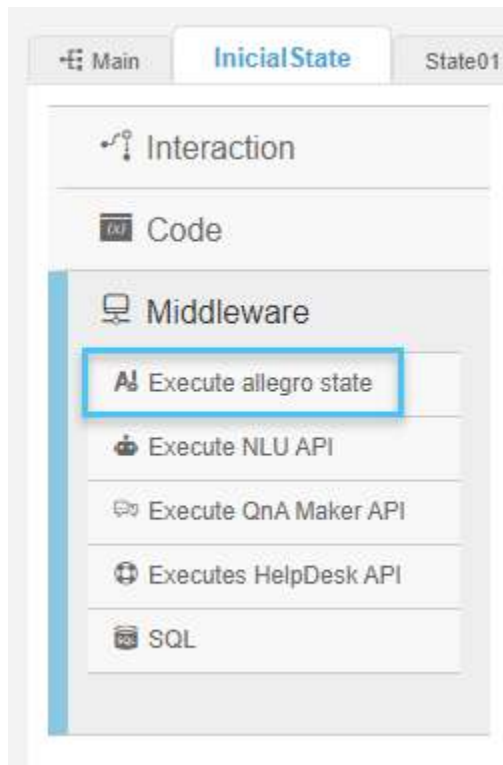 Main InicialState State01
Interaction
Code
Middleware
Execute allegro state
Execute NLU API
Execute QnA Maker API
Executes HelpDesk API
SQL